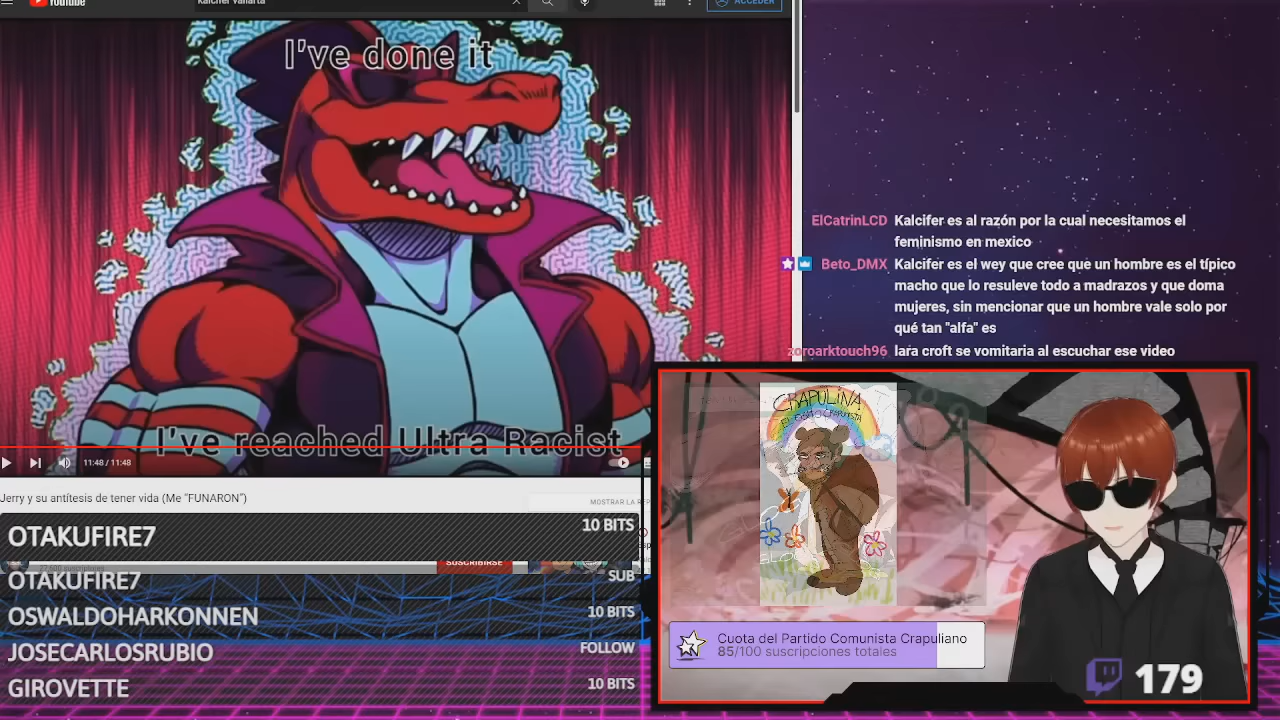 YouTube
ACCEDER
I've done it
I've reached Ultra Racist
11:48 / 11:48
Jerry y su antítesis de tener vida (Me "FUNARON")
MOSTRAR LA
OTAKUFIRE7 10 BITS
SUSCRIBIRSE
OTAKUFIRE7 SUB
OSWALDOHARKONNEN 10 BITS
JOSECARLOSRUBIO FOLLOW
GIROVETTE 10 BITS
ElCatrinLCD Kalcifer es al razón por la cual necesitamos el
feminismo en mexico
Beto_DMX Kalcifer es el wey que cree que un hombre es el típico
macho que lo resuleve todo a madrazos y que doma
mujeres, sin mencionar que un hombre vale solo por
qué tan "alfa" es
zoroarktouch96 lara croft se vomitaria al escuchar ese video
CRAPULINA
Cuota del Partido Comunista Crapuliano
85/100 suscripciones totales
179